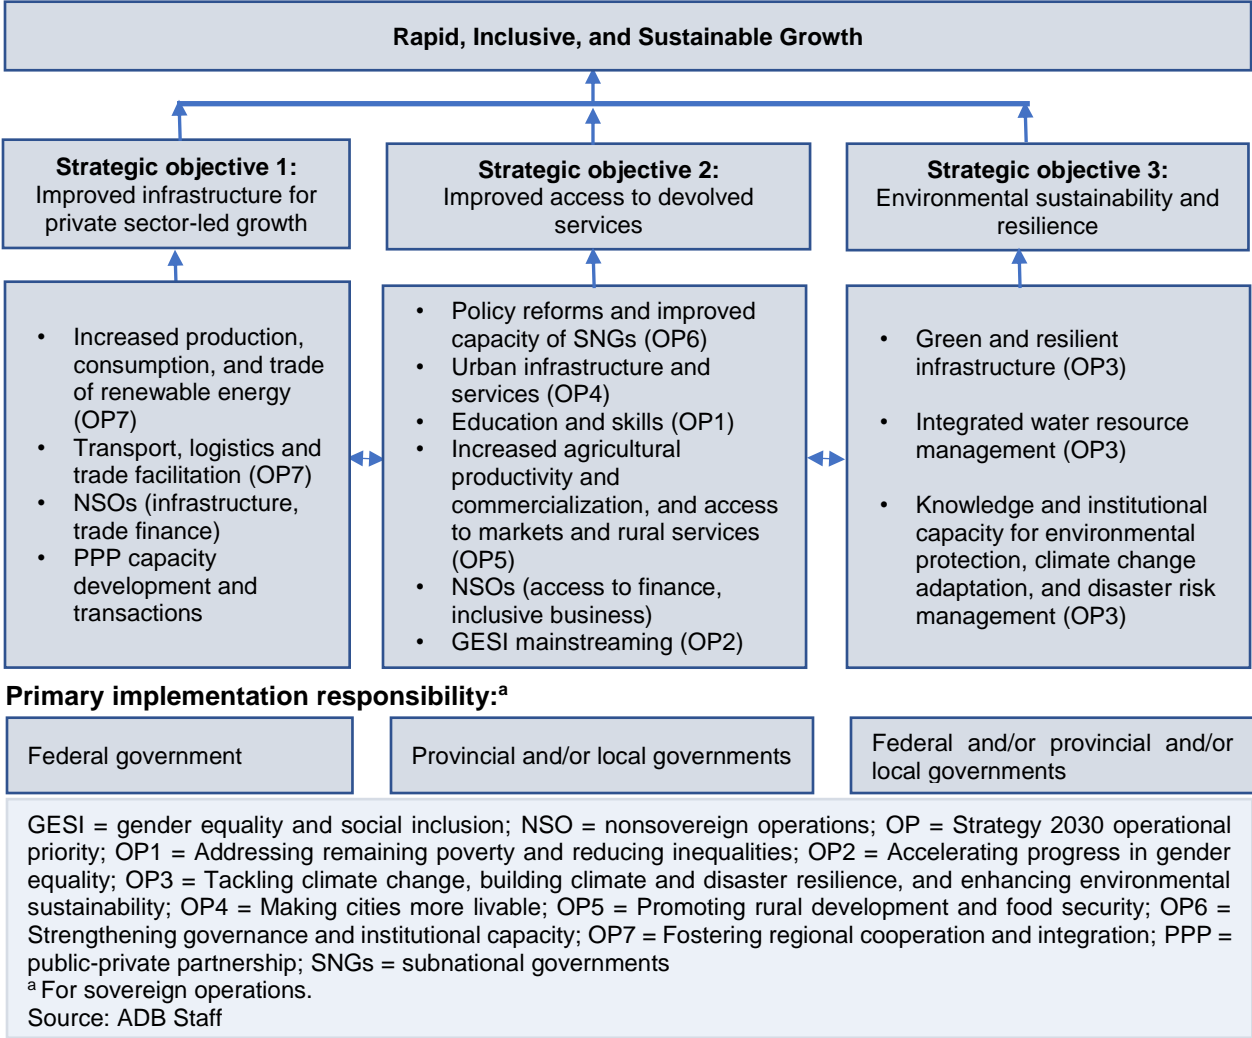 Rapid, Inclusive, and Sustainable Growth
Strategic objective 1:
Improved infrastructure for
private sector-led growth
Strategic objective 2:
Improved access to devolved
services
Strategic objective 3:
Environmental sustainability and
resilience
• Increased production,
consumption, and trade
of renewable energy
(OP7)
• Transport, logistics and
trade facilitation (OP7)
• NSOs (infrastructure,
trade finance)
• PPP capacity
development and
transactions
• Policy reforms and improved
capacity of SNGs (OP6)
• Urban infrastructure and
services (OP4)
• Education and skills (OP1)
• Increased agricultural
productivity and
commercialization, and access
to markets and rural services
(OP5)
• NSOs (access to finance,
inclusive business)
• GESI mainstreaming (OP2)
• Green and resilient
infrastructure (OP3)
• Integrated water resource
management (OP3)
• Knowledge and institutional
capacity for environmental
protection, climate change
adaptation, and disaster risk
management (OP3)
Primary implementation responsibility:ᵃ
Federal government
Provincial and/or local governments
Federal and/or provincial and/or
local governments
GESI = gender equality and social inclusion; NSO = nonsovereign operations; OP = Strategy 2030 operational
priority; OP1 = Addressing remaining poverty and reducing inequalities; OP2 = Accelerating progress in gender
equality; OP3 = Tackling climate change, building climate and disaster resilience, and enhancing environmental
sustainability; OP4 = Making cities more livable; OP5 = Promoting rural development and food security; OP6 =
Strengthening governance and institutional capacity; OP7 = Fostering regional cooperation and integration; PPP =
public-private partnership; SNGs = subnational governments
ᵃ For sovereign operations.
Source: ADB Staff